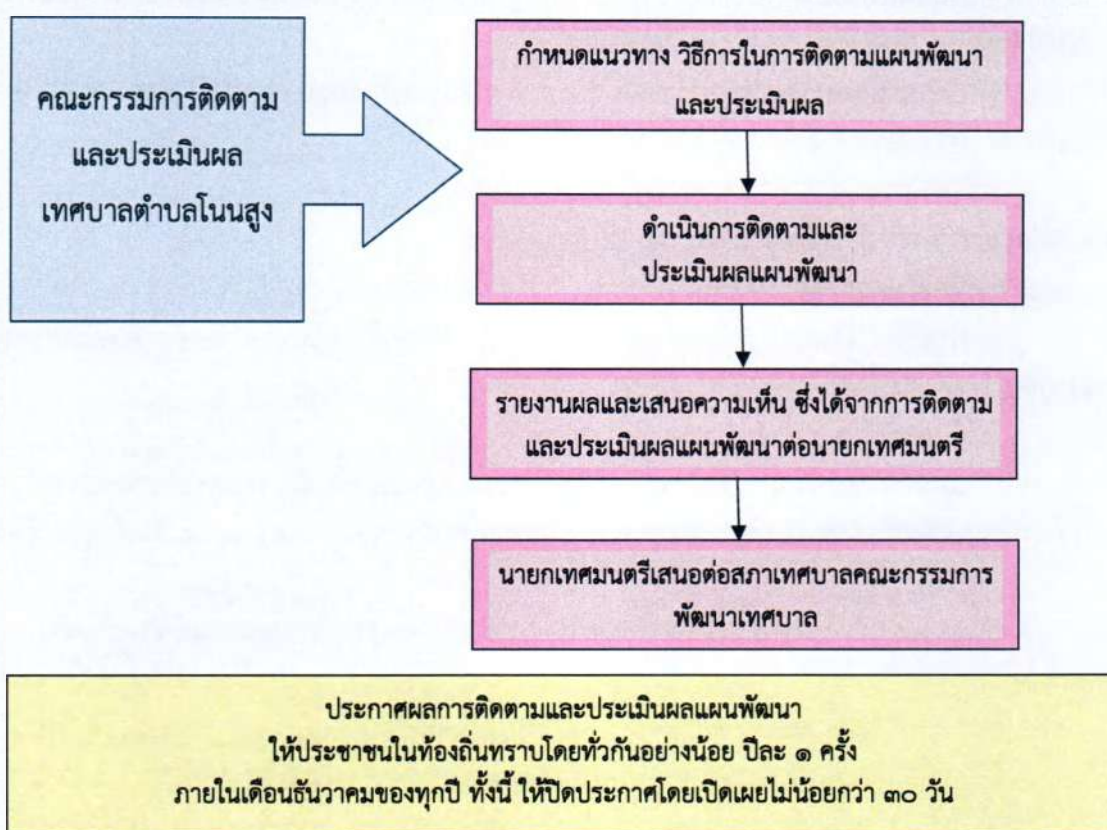 คณะกรรมการติดตาม
และประเมินผล
เทศบาลตำบลโนนสูง
กำหนดแนวทาง วิธีการในการติดตามแผนพัฒนา
และประเมินผล
ดำเนินการติดตามและ
ประเมินผลแผนพัฒนา
รายงานผลและเสนอความเห็น ซึ่งได้จากการติดตาม
และประเมินผลแผนพัฒนาต่อนายกเทศมนตรี
นายกเทศมนตรีเสนอต่อสภาเทศบาลคณะกรรมการ
พัฒนาเทศบาล
ประกาศผลการติดตามและประเมินผลแผนพัฒนา
ให้ประชาชนในท้องถิ่นทราบโดยทั่วกันอย่างน้อย ปีละ ๑ ครั้ง
ภายในเดือนธันวาคมของทุกปี ทั้งนี้ ให้ปิดประกาศโดยเปิดเผยไม่น้อยกว่า ๓๐ วัน